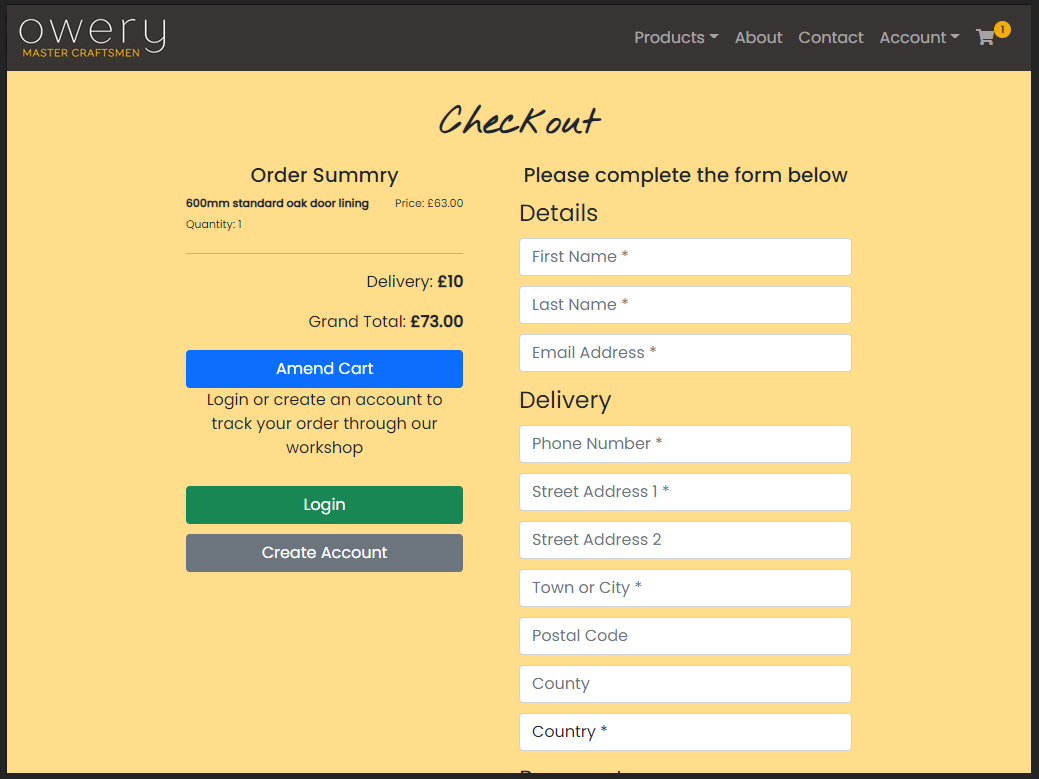 owery
MASTER CRAFTSMEN
Products About Contact Account 1
Checkout
Order Summry
600mm standard oak door lining Price: £63.00
Quantity: 1
Delivery: £10
Grand Total: £73.00
Amend Cart
Login or create an account to
track your order through our
workshop
Login
Create Account
Please complete the form below
Details
First Name *
Last Name *
Email Address *
Delivery
Phone Number *
Street Address 1 *
Street Address 2
Town or City *
Postal Code
County
Country *